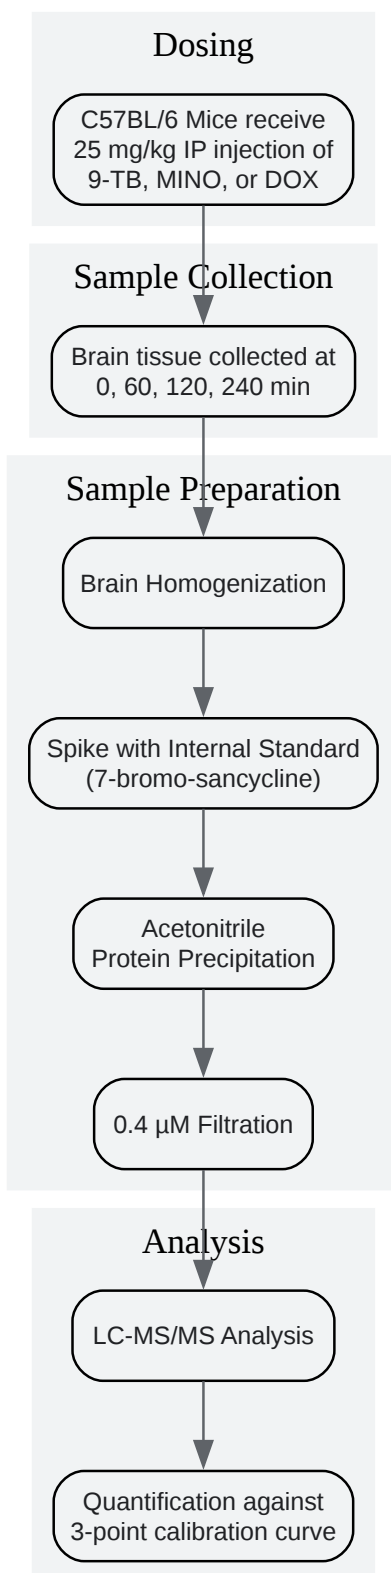 Dosing
C57BL/6 Mice receive
25 mg/kg IP injection of
9-TB, MINO, or DOX
Sample Collection
Brain tissue collected at
0, 60, 120, 240 min
Sample Preparation
Brain Homogenization
Spike with Internal Standard
(7-bromo-sancycline)
Acetonitrile
Protein Precipitation
0.4 µM Filtration
Analysis
LC-MS/MS Analysis
Quantification against
3-point calibration curve